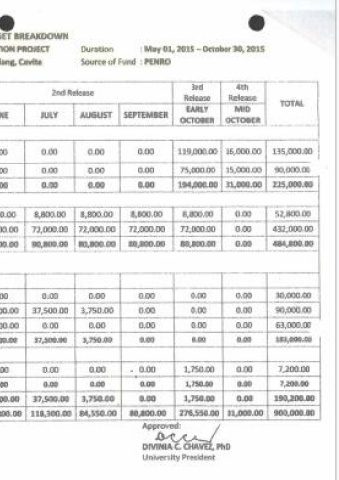 ET BREAKDOWN
ION PROJECT Duration : May 01, 2015 – October 30, 2015
lang, Cavite Source of Fund : PENRO
2nd Release 3rd Release 4th Release TOTAL
NE JULY AUGUST SEPTEMBER EARLY OCTOBER MID OCTOBER
00 0.00 0.00 0.00 119,000.00 16,000.00 135,000.00
00 0.00 0.00 0.00 75,000.00 15,000.00 90,000.00
00 0.00 0.00 0.00 194,000.00 31,000.00 225,000.00
0.00 8,800.00 8,800.00 8,800.00 8,800.00 0.00 52,800.00
00.00 72,000.00 72,000.00 72,000.00 72,000.00 0.00 432,000.00
00.00 80,800.00 80,800.00 80,800.00 80,800.00 0.00 484,800.00
00 0.00 0.00 0.00 0.00 0.00 30,000.00
00.00 37,500.00 3,750.00 0.00 0.00 0.00 90,000.00
00.00 0.00 0.00 0.00 0.00 0.00 63,000.00
00.00 37,500.00 3,750.00 0.00 0.00 0.00 183,000.00
00 0.00 0.00 0.00 1,750.00 0.00 7,200.00
00 0.00 0.00 0.00 1,750.00 0.00 7,200.00
00.00 37,500.00 3,750.00 0.00 1,750.00 0.00 190,200.00
00.00 118,300.00 84,550.00 80,800.00 276,550.00 31,000.00 900,000.00
Approved:
DIVINIA C. CHAVEZ, PhD
University President